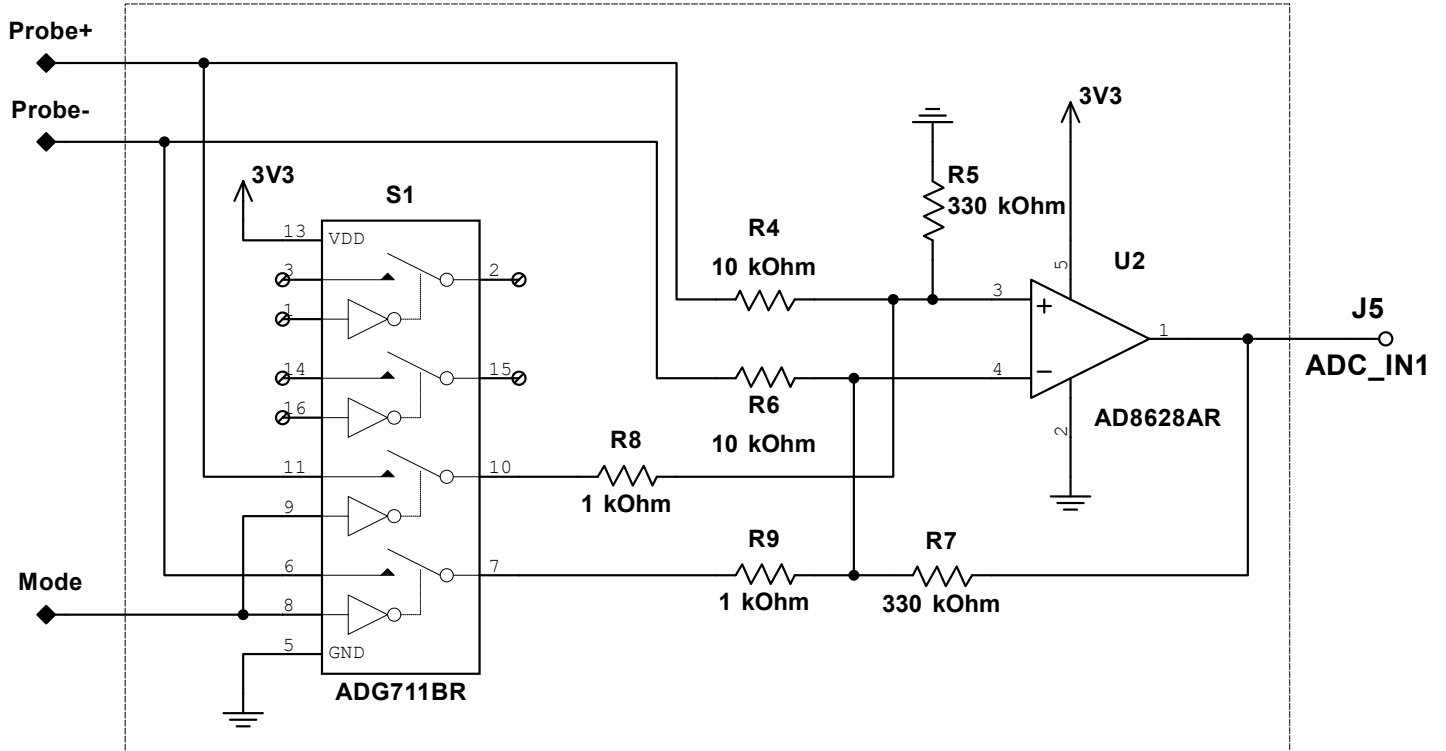 Probe+
Probe-
3V3
S1
13 VDD
3
2
1
14
15
16
11
10
9
6
7
8
5 GND
ADG711BR
Mode
R4
10 kOhm
R5
330 kOhm
R6
10 kOhm
R8
1 kOhm
R9
1 kOhm
R7
330 kOhm
3V3
5
U2
3
+
4
−
1
2
AD8628AR
J5
ADC_IN1